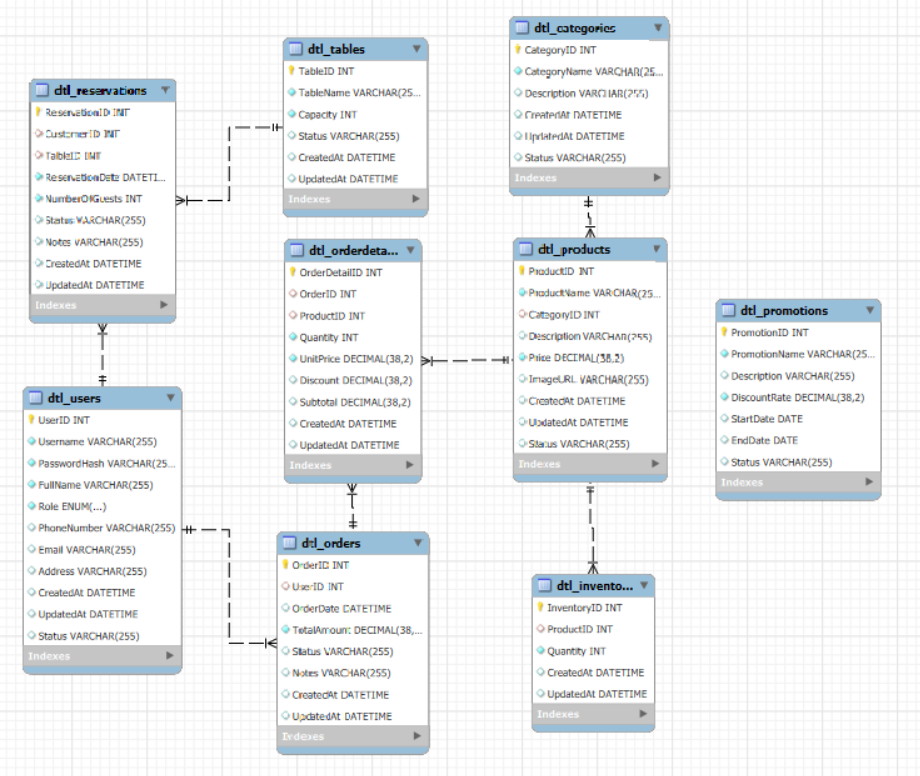 dtl_categories
CategoryID INT
CategoryName VARCHAR(25...
Description VARCHAR(255)
CreatedAt DATETIME
UpdatedAt DATETIME
Status VARCHAR(255)
Indexes
dtl_tables
TableID INT
TableName VARCHAR(25...
Capacity INT
Status VARCHAR(255)
CreatedAt DATETIME
UpdatedAt DATETIME
Indexes
dtl_reservations
ReservationID INT
CustomerID INT
TableID INT
ReservationDate DATETI...
NumberOfGuests INT
Status VARCHAR(255)
Notes VARCHAR(255)
CreatedAt DATETIME
UpdatedAt DATETIME
Indexes
dtl_orderdeta...
OrderDetailID INT
OrderID INT
ProductID INT
Quantity INT
UnitPrice DECIMAL(38,2)
Discount DECIMAL(38,2)
Subtotal DECIMAL(38,2)
CreatedAt DATETIME
UpdatedAt DATETIME
Indexes
dtl_products
ProductID INT
ProductName VARCHAR(25...
CategoryID INT
Description VARCHAR(255)
Price DECIMAL(38,2)
ImageURL VARCHAR(255)
CreatedAt DATETIME
UpdatedAt DATETIME
Status VARCHAR(255)
Indexes
dtl_promotions
PromotionID INT
PromotionName VARCHAR(25...
Description VARCHAR(255)
DiscountRate DECIMAL(38,2)
StartDate DATE
EndDate DATE
Status VARCHAR(255)
Indexes
dtl_users
UserID INT
Username VARCHAR(255)
PasswordHash VARCHAR(25...
FullName VARCHAR(255)
Role ENUM(...)
PhoneNumber VARCHAR(255)
Email VARCHAR(255)
Address VARCHAR(255)
CreatedAt DATETIME
UpdatedAt DATETIME
Status VARCHAR(255)
Indexes
dtl_orders
OrderID INT
UserID INT
OrderDate DATETIME
TotalAmount DECIMAL(38,...
Status VARCHAR(255)
Notes VARCHAR(255)
CreatedAt DATETIME
UpdatedAt DATETIME
Indexes
dtl_invento...
InventoryID INT
ProductID INT
Quantity INT
CreatedAt DATETIME
UpdatedAt DATETIME
Indexes